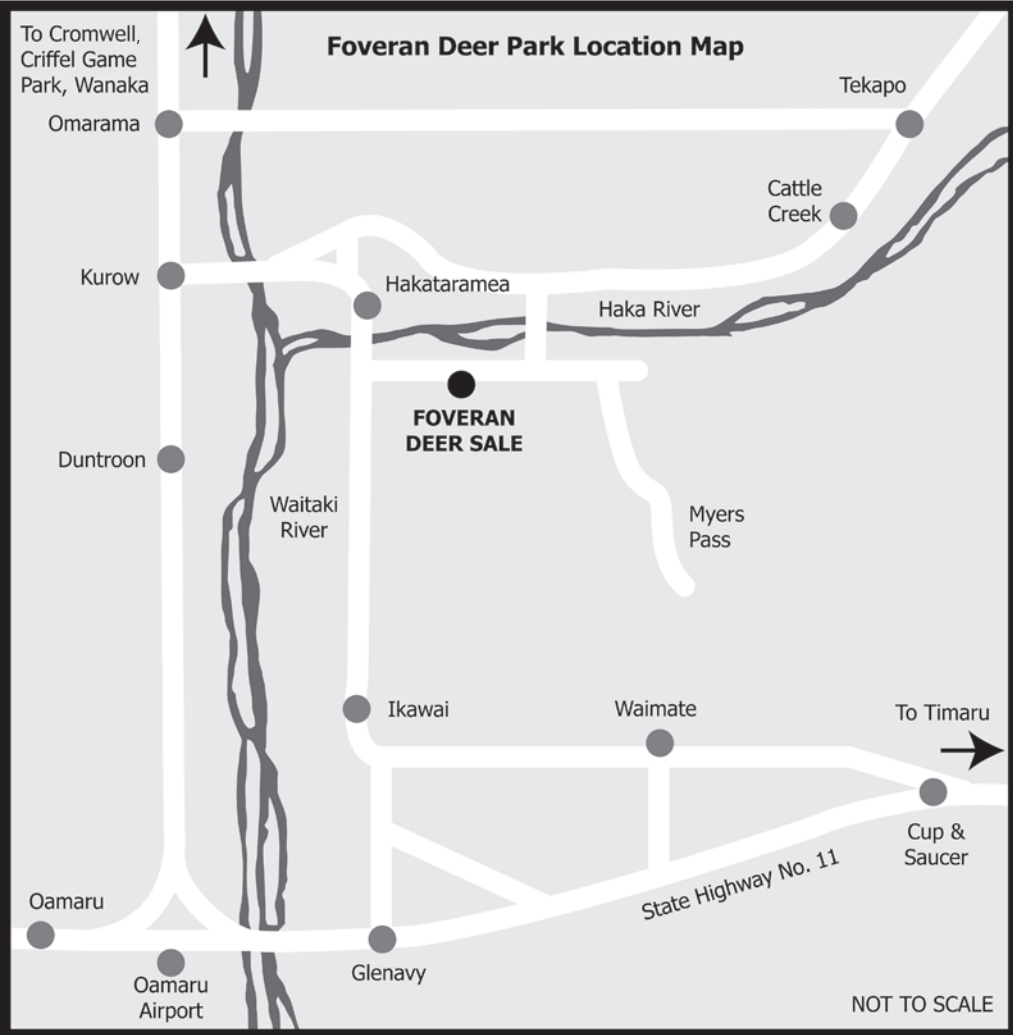 To Cromwell,
Criffel Game
Park, Wanaka
Foveran Deer Park Location Map
Tekapo
Omarama
Cattle
Creek
Kurow
Hakataramea
Haka River
FOVERAN
DEER SALE
Duntroon
Waitaki
River
Myers
Pass
Ikawai
Waimate
To Timaru
Cup &
Saucer
State Highway No. 11
Oamaru
Glenavy
Oamaru
Airport
NOT TO SCALE